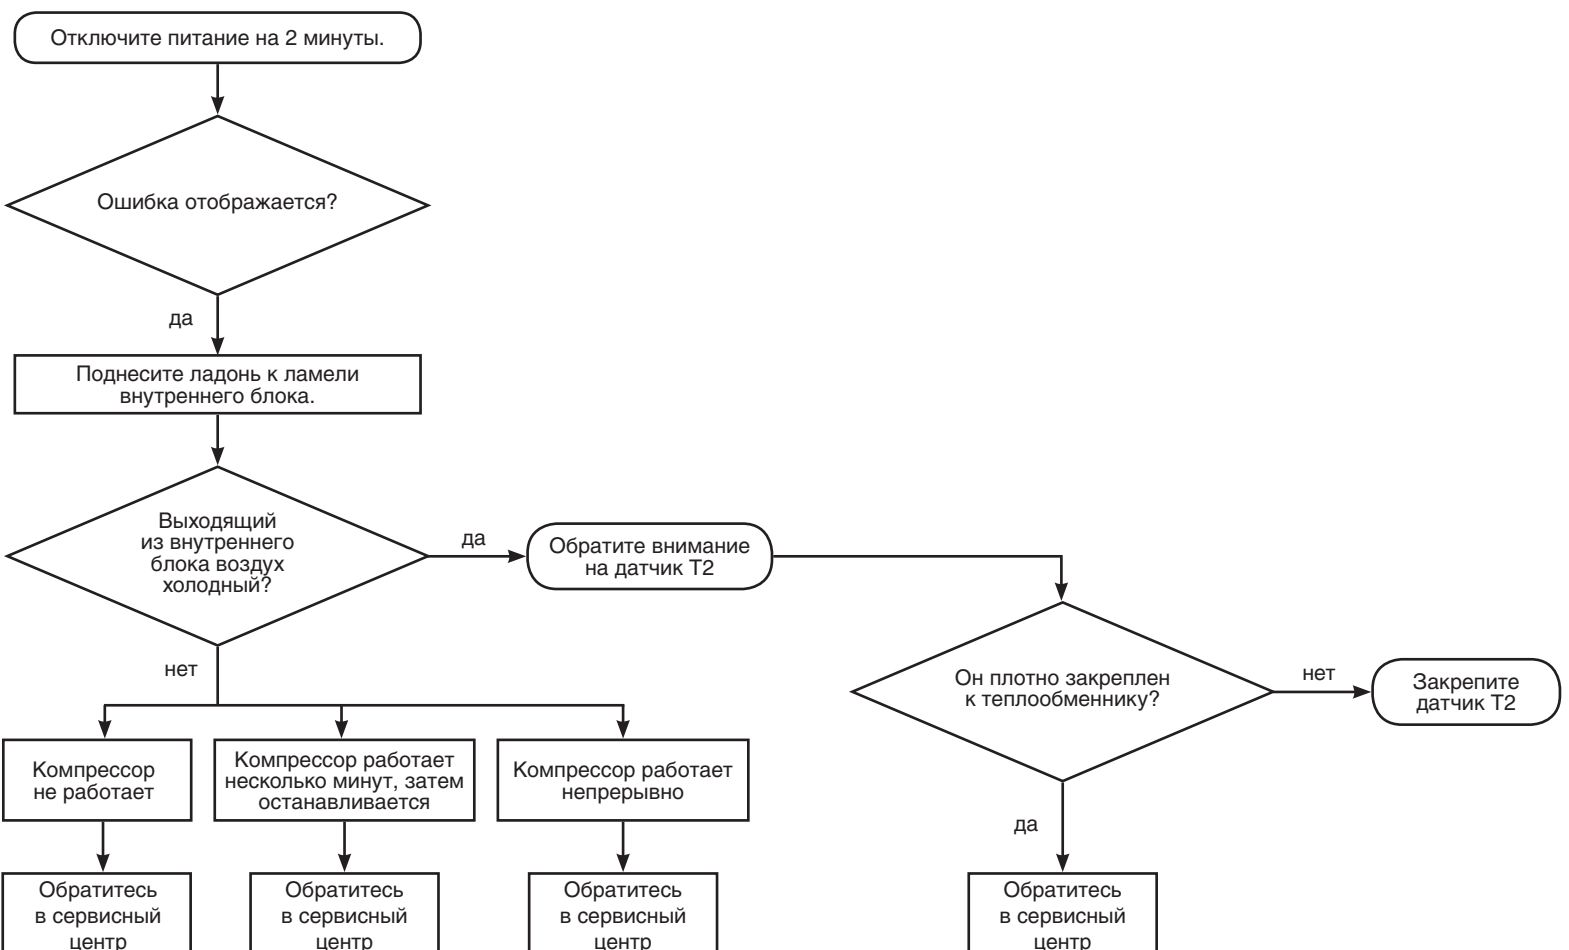 Отключите питание на 2 минуты.
Ошибка отображается?
да
Поднесите ладонь к ламели
внутреннего блока.
Выходящий
из внутреннего
блока воздух
холодный?
да
Обратите внимание
на датчик T2
нет
Он плотно закреплен
к теплообменнику?
нет
Закрепите
датчик T2
Компрессор
не работает
Компрессор работает
несколько минут, затем
останавливается
Компрессор работает
непрерывно
да
Обратитесь
в сервисный
центр
Обратитесь
в сервисный
центр
Обратитесь
в сервисный
центр
Обратитесь
в сервисный
центр